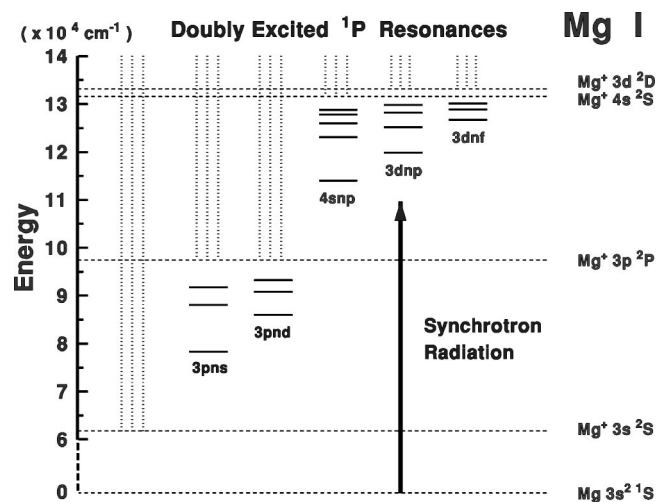 ( x 10⁴ cm⁻¹)
Doubly Excited ¹P Resonances
Mg I
14
13
12
11
10
9
8
7
6
0
Energy
3pns
3pnd
4snp
3dnp
3dnf
Synchrotron
Radiation
Mg⁺ 3d ²D
Mg⁺ 4s ²S
Mg⁺ 3p ²P
Mg⁺ 3s ²S
Mg 3s² ¹S